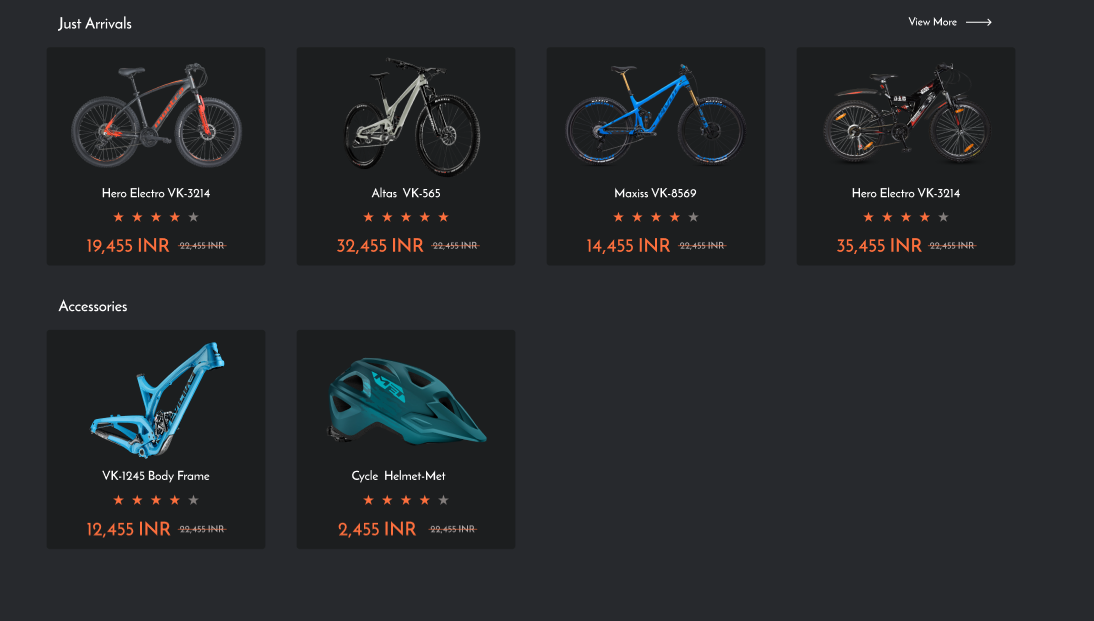 Just Arrivals
View More
Hero Electro VK-3214
Altas VK-565
Maxiss VK-8569
Hero Electro VK-3214
19,455 INR 22,455 INR
32,455 INR 22,455 INR
14,455 INR 22,455 INR
35,455 INR 22,455 INR
Accessories
VK-1245 Body Frame
Cycle Helmet-Met
12,455 INR 22,455 INR
2,455 INR 22,455 INR